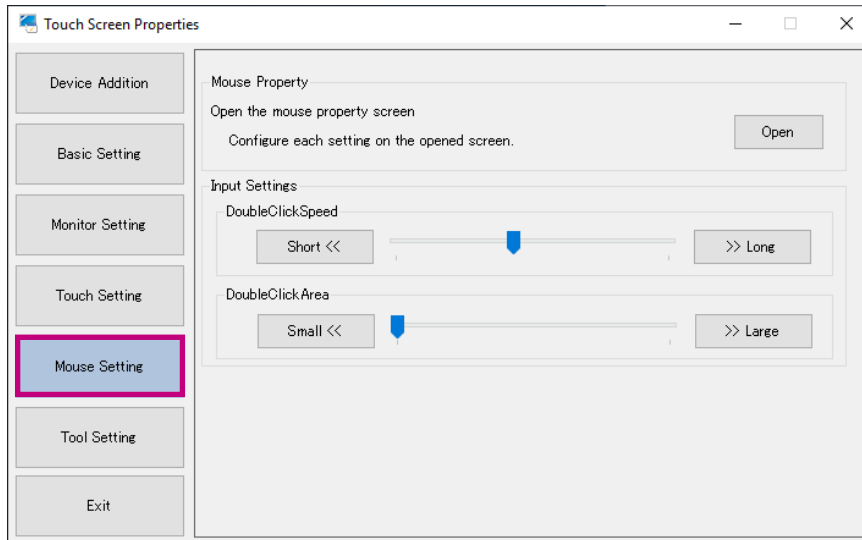 Touch Screen Properties
Device Addition
Basic Setting
Monitor Setting
Touch Setting
Mouse Setting
Tool Setting
Exit
Mouse Property
Open the mouse property screen
Configure each setting on the opened screen.
Open
Input Settings
DoubleClickSpeed
Short <<
>> Long
DoubleClickArea
Small <<
>> Large